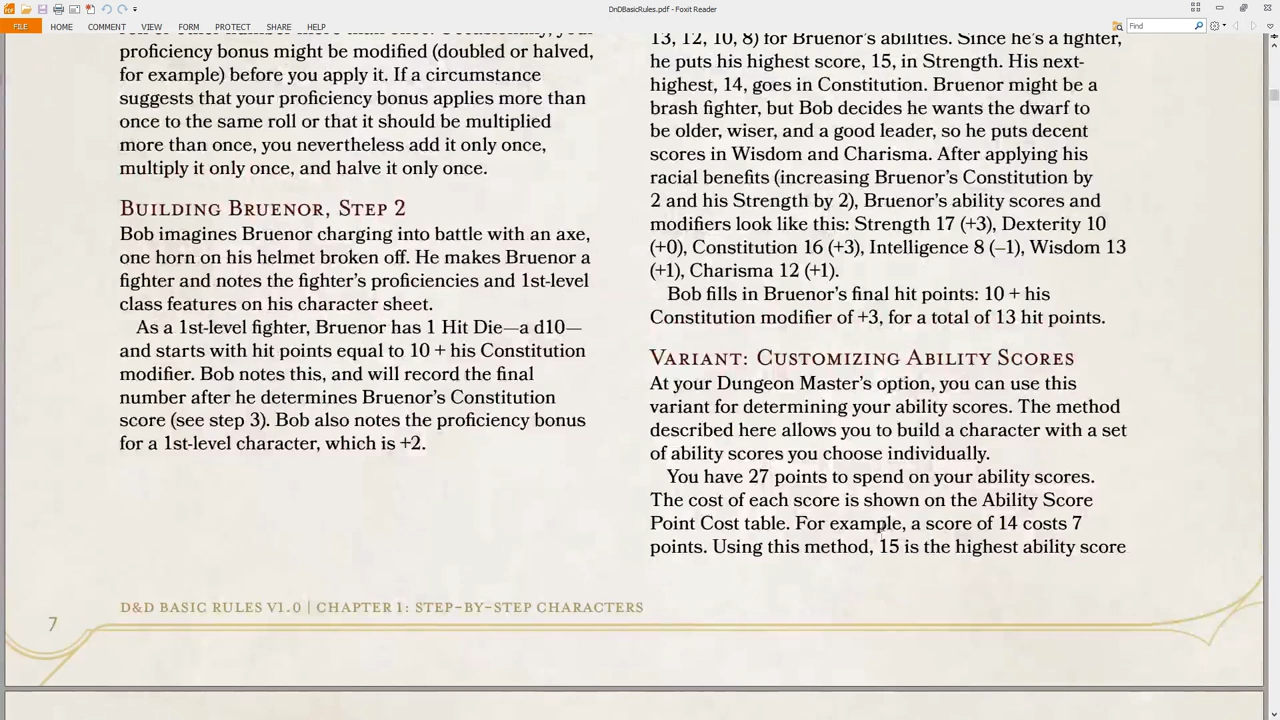 DnDBasicRules.pdf - Foxit Reader
FILE HOME COMMENT VIEW FORM PROTECT SHARE HELP
Find
proficiency bonus might be modified (doubled or halved,
for example) before you apply it. If a circumstance
suggests that your proficiency bonus applies more than
once to the same roll or that it should be multiplied
more than once, you nevertheless add it only once,
multiply it only once, and halve it only once.
Building Bruenor, Step 2
Bob imagines Bruenor charging into battle with an axe,
one horn on his helmet broken off. He makes Bruenor a
fighter and notes the fighter's proficiencies and 1st-level
class features on his character sheet.
As a 1st-level fighter, Bruenor has 1 Hit Die—a d10—
and starts with hit points equal to 10 + his Constitution
modifier. Bob notes this, and will record the final
number after he determines Bruenor's Constitution
score (see step 3). Bob also notes the proficiency bonus
for a 1st-level character, which is +2.
13, 12, 10, 8) for Bruenor's abilities. Since he's a fighter,
he puts his highest score, 15, in Strength. His next-
highest, 14, goes in Constitution. Bruenor might be a
brash fighter, but Bob decides he wants the dwarf to
be older, wiser, and a good leader, so he puts decent
scores in Wisdom and Charisma. After applying his
racial benefits (increasing Bruenor's Constitution by
2 and his Strength by 2), Bruenor's ability scores and
modifiers look like this: Strength 17 (+3), Dexterity 10
(+0), Constitution 16 (+3), Intelligence 8 (–1), Wisdom 13
(+1), Charisma 12 (+1).
Bob fills in Bruenor's final hit points: 10 + his
Constitution modifier of +3, for a total of 13 hit points.
Variant: Customizing Ability Scores
At your Dungeon Master's option, you can use this
variant for determining your ability scores. The method
described here allows you to build a character with a set
of ability scores you choose individually.
You have 27 points to spend on your ability scores.
The cost of each score is shown on the Ability Score
Point Cost table. For example, a score of 14 costs 7
points. Using this method, 15 is the highest ability score
D&D Basic Rules v1.0 | Chapter 1: Step-by-Step Characters
7